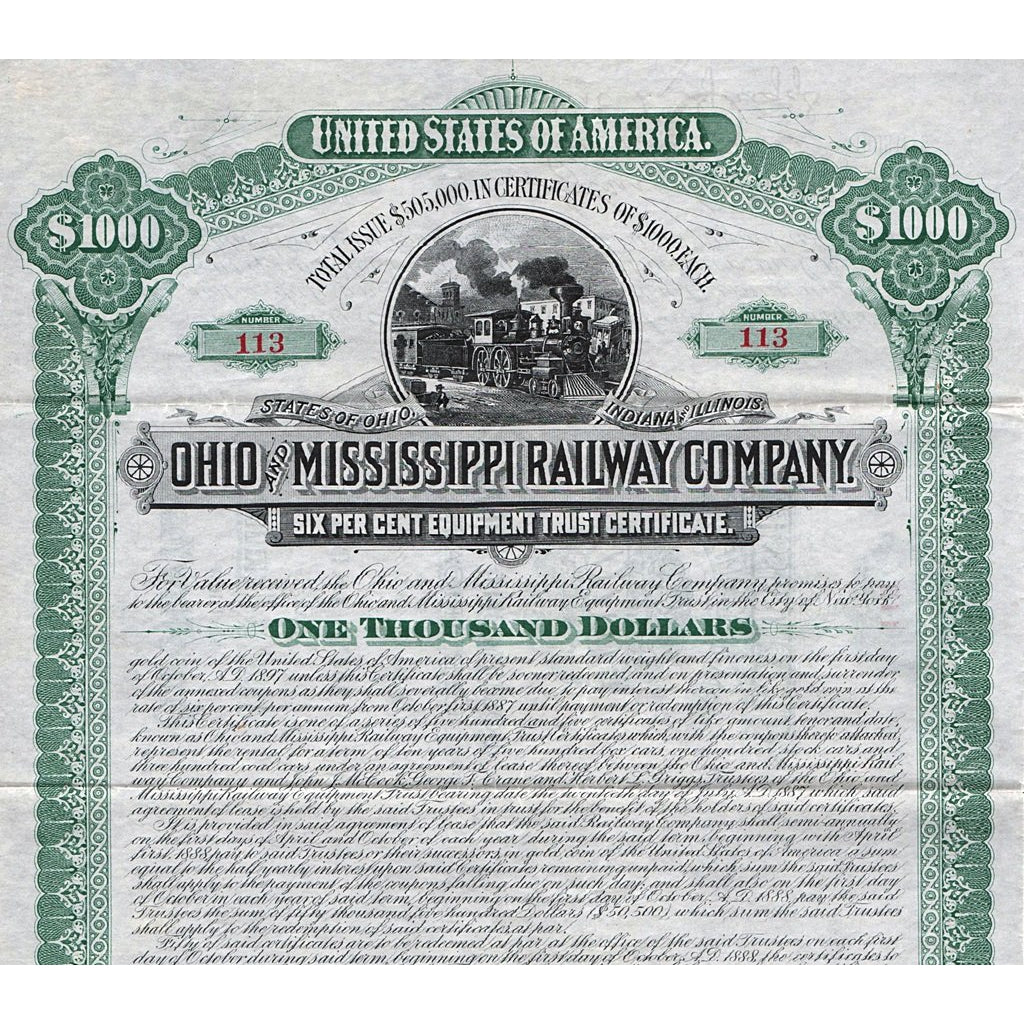 UNITED STATES OF AMERICA.
$1000
$1000
TOTAL ISSUE $505,000. IN CERTIFICATES OF $1000, EACH.
NUMBER
113
NUMBER
113
STATES OF OHIO,
INDIANA AND ILLINOIS
OHIO AND MISSISSIPPI RAILWAY COMPANY.
SIX PER CENT EQUIPMENT TRUST CERTIFICATE.
For Value received the Ohio and Mississippi Railway Company promises to pay
to the bearer at the office of the Ohio and Mississippi Railway Equipment Trust in the City of New York
ONE THOUSAND DOLLARS
gold coin of the United States of America of present standard weight and fineness on the first day
of October, A.D. 1897 unless this Certificate shall be sooner redeemed, and on presentation and surrender
of the annexed coupons as they shall severally become due to pay interest thereon in like gold coin at the
rate of six per cent per annum from October first, 1887 until payment or redemption of this Certificate.
This Certificate is one of a series of five hundred and five certificates of like amount tenor and date,
known as Ohio and Mississippi Railway Equipment Trust Certificates which, with the coupons thereto attached
represent the rental for a term of ten years of five hundred box cars, one hundred stock cars and
three hundred coal cars under an agreement of lease thereof between the Ohio and Mississippi Rail-
way Company and John J. McCook, George S. Crane and Herbert L. Griggs, Trustees of the Ohio and
Mississippi Railway Equipment Trust bearing date the twentieth day of July, A.D. 1887 which said
agreement of lease is held by the said Trustees in trust for the benefit of the holders of said certificates.
It is provided in said agreement of lease that the said Railway Company shall semi-annually
on the first days of April and October of each year during the said term, beginning with April
first, 1888 pay to said Trustees or their successors, in gold coin of the United States of America a sum
equal to the half yearly interest upon said Certificates remaining unpaid, which sum the said Trustees
shall apply to the payment of the coupons falling due on such day; and shall also on the first day
of October in each year of said term, beginning on the first day of October, A.D. 1888, pay the said
Trustees the sum of fifty thousand five hundred Dollars ($50,500) which sum the said Trustees
shall apply to the redemption of said certificates at par.
Fifty of said certificates are to be redeemed at par at the office of the said Trustees on each first
day of October during said term, beginning on the first day of October, A.D. 1888, the certificates to